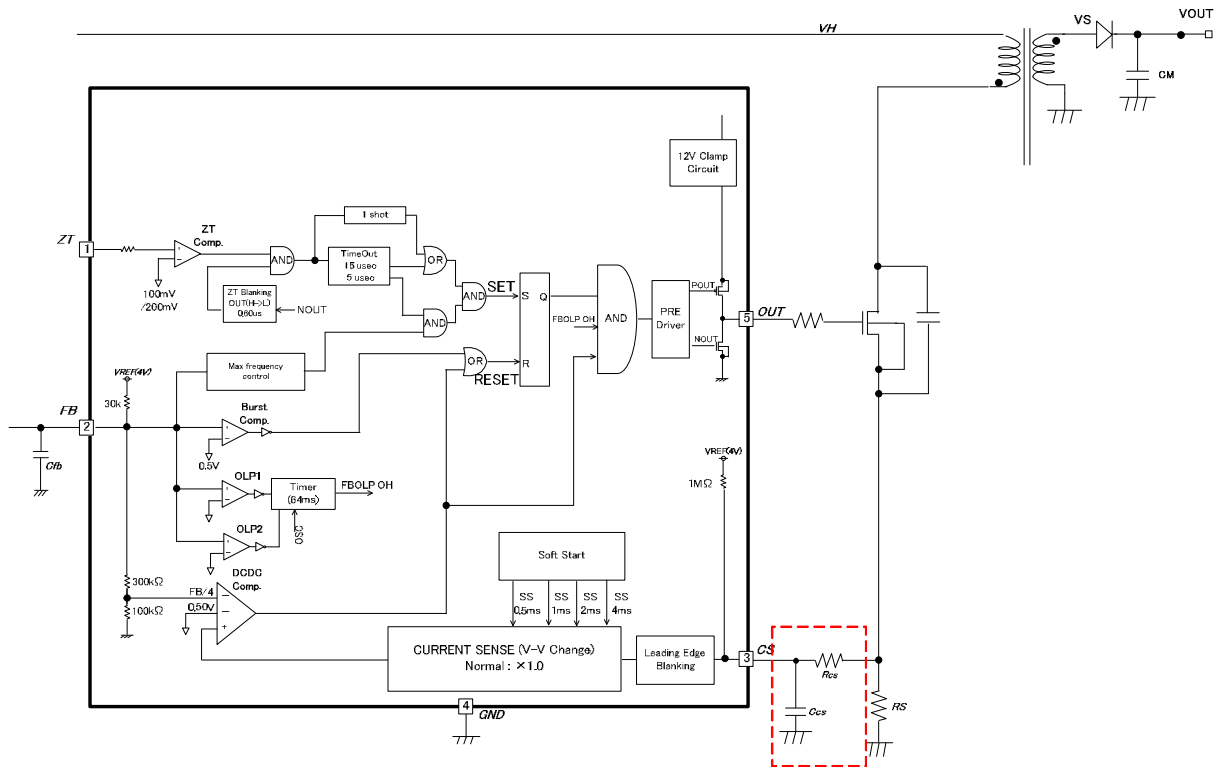 VH
VS
VOUT
CM
12V Clamp
Circuit
1 shot
ZT
1
ZT
Comp.
100mV
/200mV
AND
TimeOut
15 usec
5 usec
OR
AND
AND
ZT Blanking
OUT(H->L)
0.60us
NOUT
SET
S
Q
R
RESET
FBOLP OH
AND
PRE
Driver
POUT
NOUT
5
OUT
Max frequency
control
OR
VREF(4V)
30k
FB
2
Cfb
Burst
Comp.
0.5V
OLP1
Timer
(64ms)
FBOLP OH
OSC
OLP2
300kΩ
100kΩ
DCDC
Comp.
FB/4
0.50V
VREF(4V)
1MΩ
Soft Start
SS
0.5ms
SS
1ms
SS
2ms
SS
4ms
CURRENT SENSE (V-V Change)
Normal : ×1.0
Leading Edge
Blanking
3
CS
Rcs
Ccs
RS
4
GND